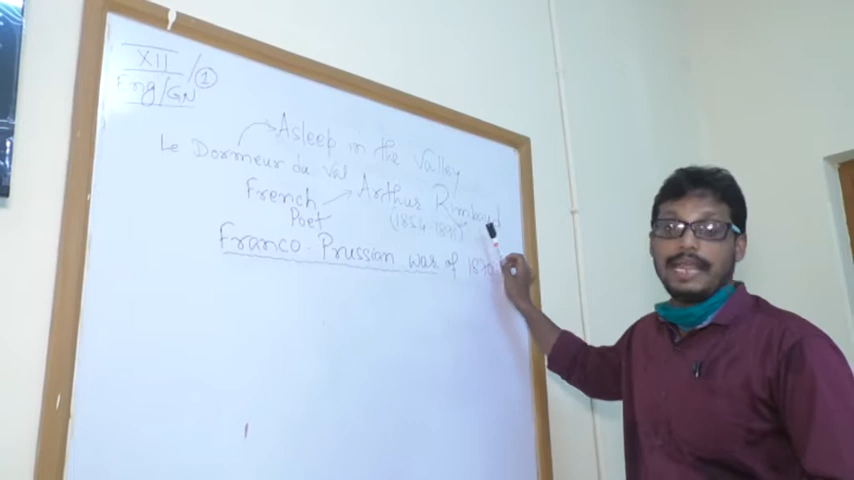 XII / 1
Eng/GN
Asleep in the Valley
Le Dormeur du Val
French Arthur Rimbaud
Poet (1854-1891)
Franco-Prussian war of 1870